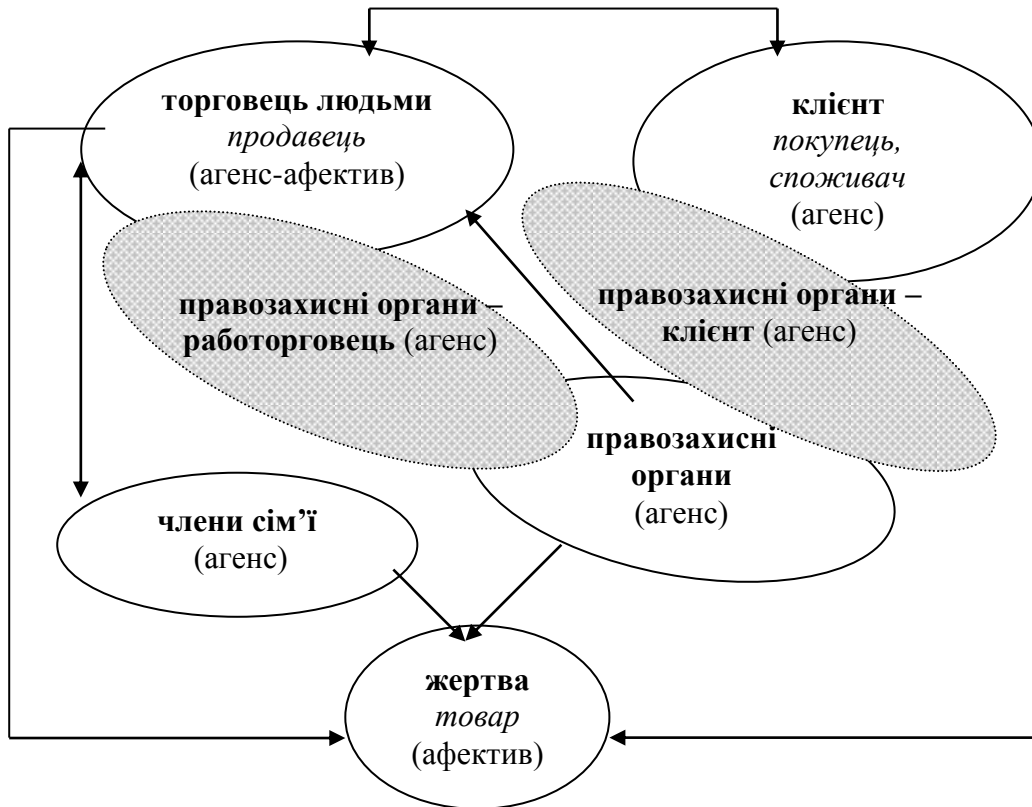 торговець людьми
продавець
(агенс-афектив)
клієнт
покупець,
споживач
(агенс)
правозахисні органи –
работорговець (агенс)
правозахисні органи –
клієнт (агенс)
правозахисні
органи
(агенс)
члени сім’ї
(агенс)
жертва
товар
(афектив)